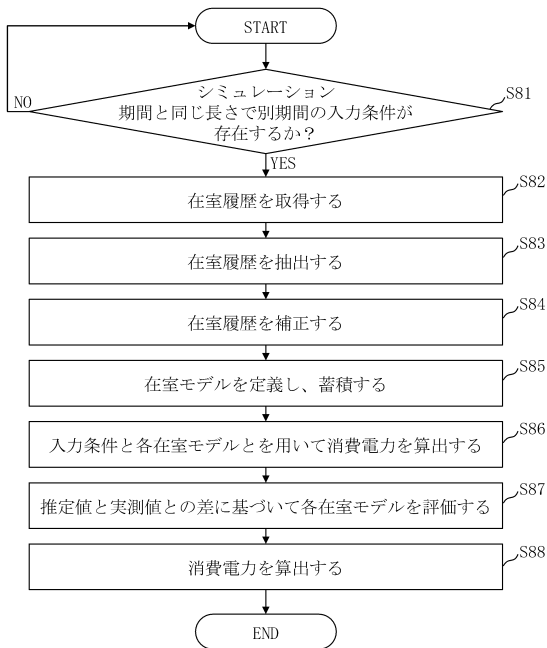 START
シミュレーション
期間と同じ長さで別期間の入力条件が
存在するか？
S81
NO
YES
在室履歴を取得する
S82
在室履歴を抽出する
S83
在室履歴を補正する
S84
在室モデルを定義し、蓄積する
S85
入力条件と各在室モデルとを用いて消費電力を算出する
S86
推定値と実測値との差に基づいて各在室モデルを評価する
S87
消費電力を算出する
S88
END